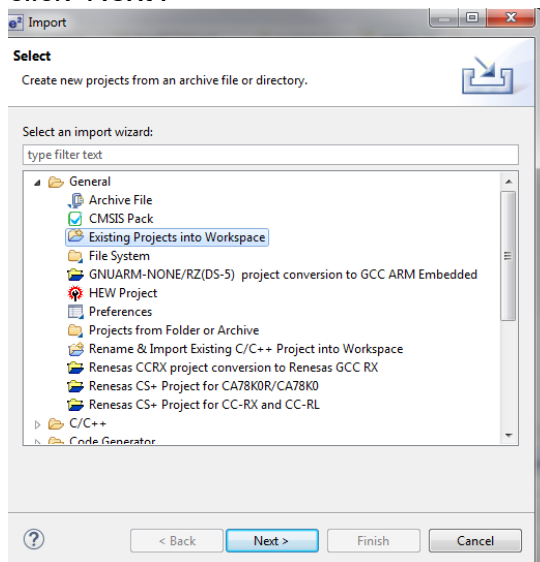 e² Import
Select
Create new projects from an archive file or directory.
Select an import wizard:
type filter text
General
Archive File
CMSIS Pack
Existing Projects into Workspace
File System
GNUARM-NONE/RZ(DS-5) project conversion to GCC ARM Embedded
HEW Project
Preferences
Projects from Folder or Archive
Rename & Import Existing C/C++ Project into Workspace
Renesas CCRX project conversion to Renesas GCC RX
Renesas CS+ Project for CA78K0R/CA78K0
Renesas CS+ Project for CC-RX and CC-RL
C/C++
Code Generator
? < Back Next > Finish Cancel